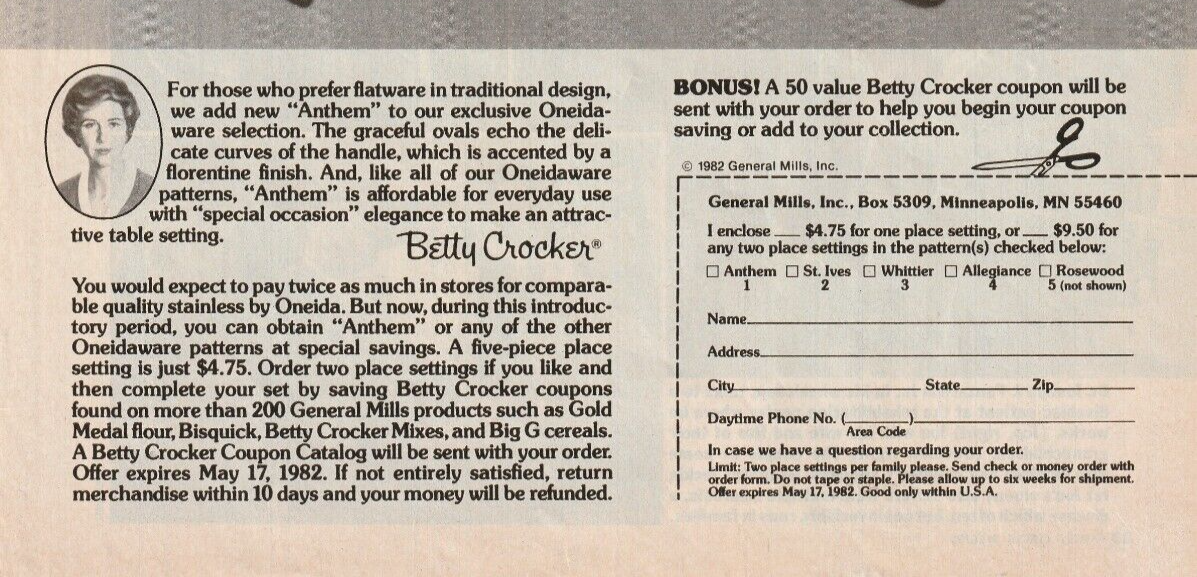 For those who prefer flatware in traditional design,
we add new “Anthem” to our exclusive Oneida-
ware selection. The graceful ovals echo the deli-
cate curves of the handle, which is accented by a
florentine finish. And, like all of our Oneidaware
patterns, “Anthem” is affordable for everyday use
with “special occasion” elegance to make an attrac-
tive table setting.
Betty Crocker®
You would expect to pay twice as much in stores for compara-
ble quality stainless by Oneida. But now, during this introduc-
tory period, you can obtain “Anthem” or any of the other
Oneidaware patterns at special savings. A five-piece place
setting is just $4.75. Order two place settings if you like and
then complete your set by saving Betty Crocker coupons
found on more than 200 General Mills products such as Gold
Medal flour, Bisquick, Betty Crocker Mixes, and Big G cereals.
A Betty Crocker Coupon Catalog will be sent with your order.
Offer expires May 17, 1982. If not entirely satisfied, return
merchandise within 10 days and your money will be refunded.
BONUS! A 50 value Betty Crocker coupon will be
sent with your order to help you begin your coupon
saving or add to your collection.
© 1982 General Mills, Inc.
General Mills, Inc., Box 5309, Minneapolis, MN 55460
I enclose ___ $4.75 for one place setting, or ___ $9.50 for
any two place settings in the pattern(s) checked below:
☐ Anthem ☐ St. Ives ☐ Whittier ☐ Allegiance ☐ Rosewood
1 2 3 4 5 (not shown)
Name
Address
City State Zip
Daytime Phone No. ( )
Area Code
In case we have a question regarding your order.
Limit: Two place settings per family please. Send check or money order with
order form. Do not tape or staple. Please allow up to six weeks for shipment.
Offer expires May 17, 1982. Good only within U.S.A.